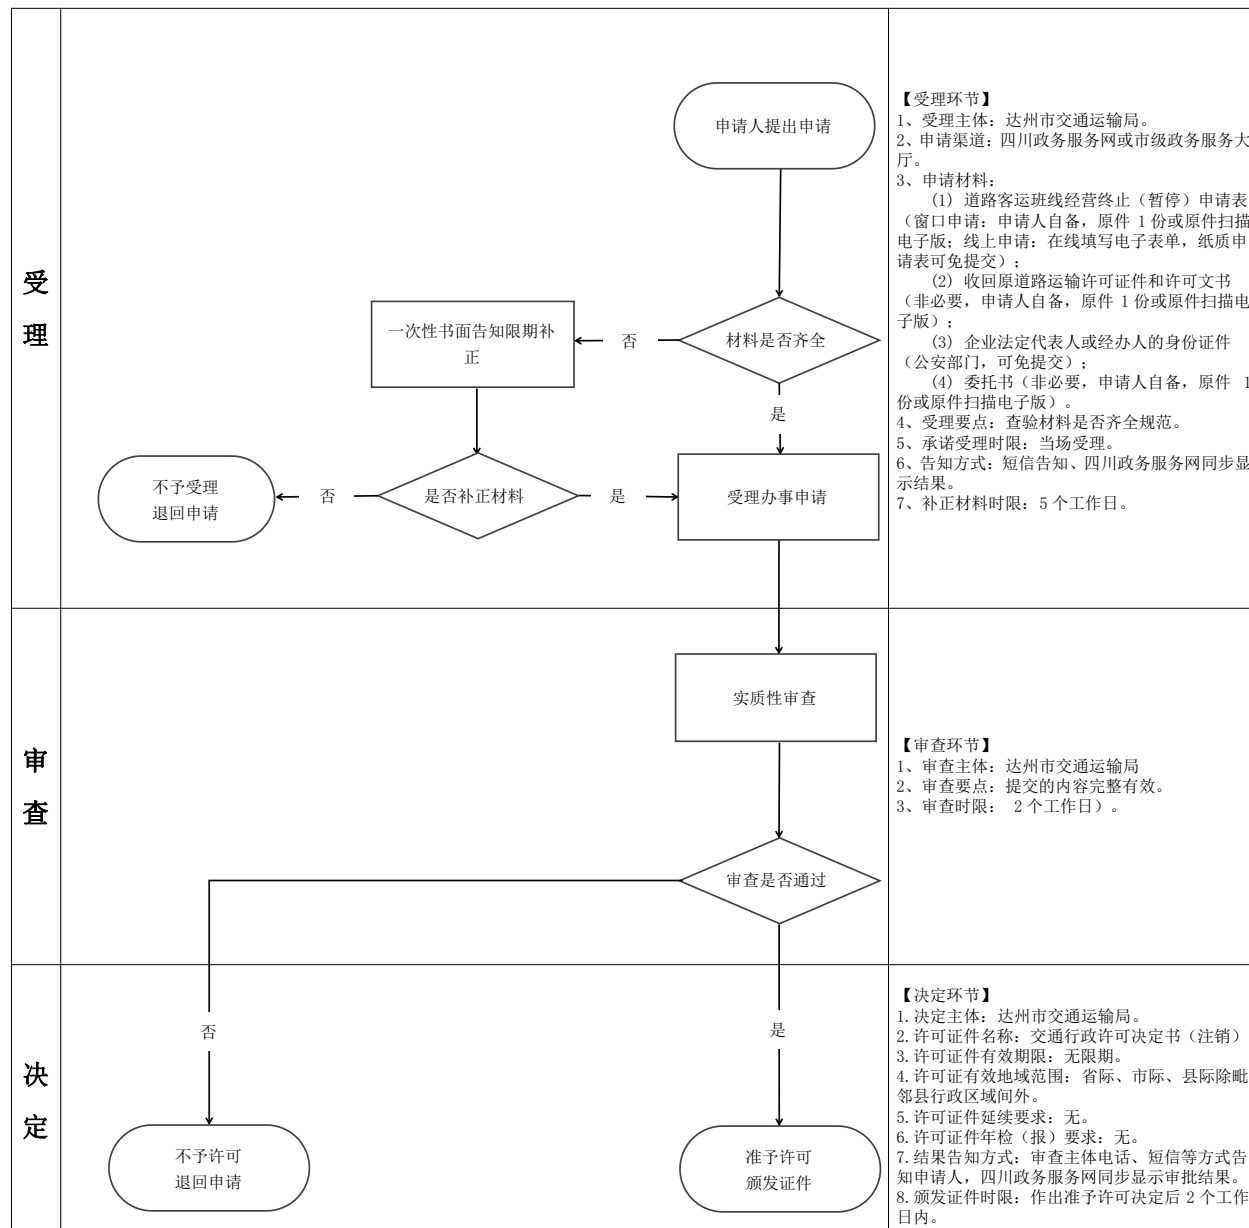 受
理
申请人提出申请
材料是否齐全
否
一次性书面告知限期补
正
是
是否补正材料
否
不予受理
退回申请
是
受理办事申请
【受理环节】
1、受理主体：达州市交通运输局。
2、申请渠道：四川政务服务网或市级政务服务大
厅。
3、申请材料：
（1）道路客运班线经营终止（暂停）申请表
（窗口申请：申请人自备，原件 1 份或原件扫描
电子版；线上申请：在线填写电子表单，纸质申
请表可免提交）；
（2）收回原道路运输许可证件和许可文书
（非必要，申请人自备，原件 1 份或原件扫描电
子版）；
（3）企业法定代表人或经办人的身份证件
（公安部门，可免提交）；
（4）委托书（非必要，申请人自备，原件 1
份或原件扫描电子版）。
4、受理要点：查验材料是否齐全规范。
5、承诺受理时限：当场受理。
6、告知方式：短信告知、四川政务服务网同步显
示结果。
7、补正材料时限：5 个工作日。
审
查
实质性审查
审查是否通过
【审查环节】
1、审查主体：达州市交通运输局
2、审查要点：提交的内容完整有效。
3、审查时限： 2 个工作日）。
决
定
否
不予许可
退回申请
是
准予许可
颁发证件
【决定环节】
1.决定主体：达州市交通运输局。
2.许可证件名称：交通行政许可决定书（注销）
3.许可证件有效期限：无限期。
4.许可证有效地域范围：省际、市际、县际除毗
邻县行政区域间外。
5.许可证件延续要求：无。
6.许可证件年检（报）要求：无。
7.结果告知方式：审查主体电话、短信等方式告
知申请人，四川政务服务网同步显示审批结果。
8.颁发证件时限：作出准予许可决定后 2 个工作
日内。